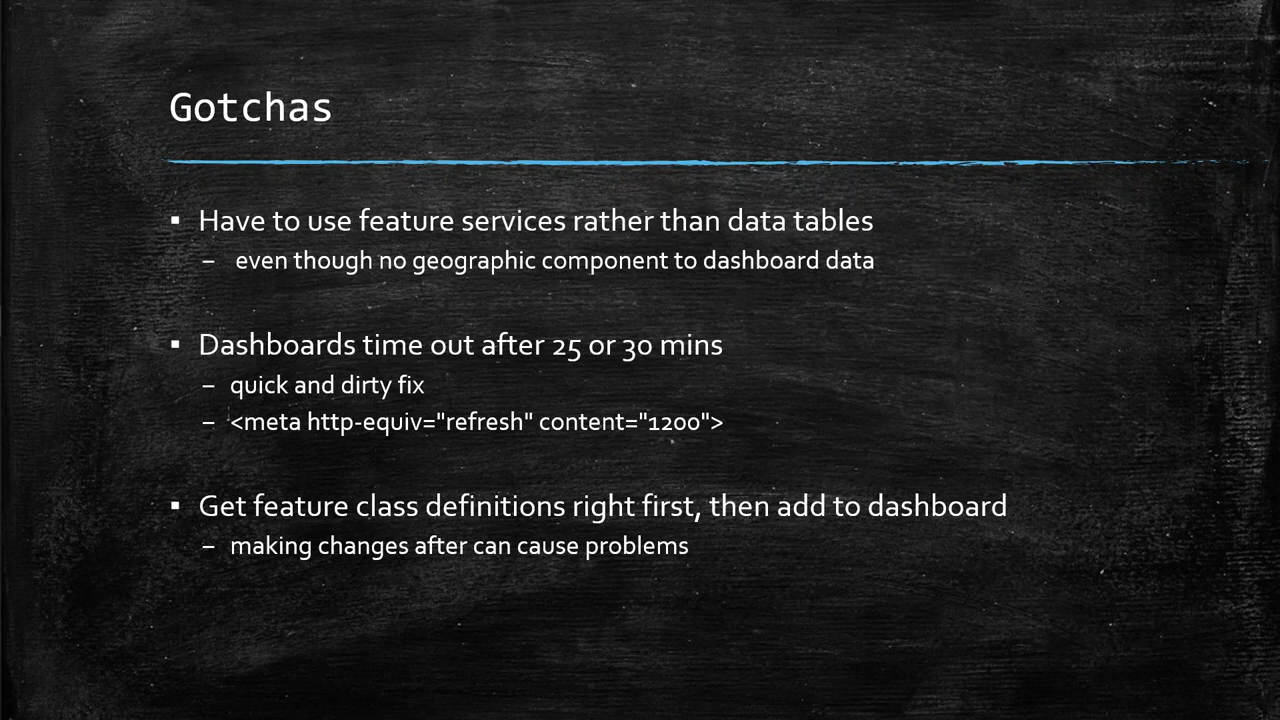 Gotchas
▪ Have to use feature services rather than data tables
– even though no geographic component to dashboard data
▪ Dashboards time out after 25 or 30 mins
– quick and dirty fix
– <meta http-equiv="refresh" content="1200">
▪ Get feature class definitions right first, then add to dashboard
– making changes after can cause problems